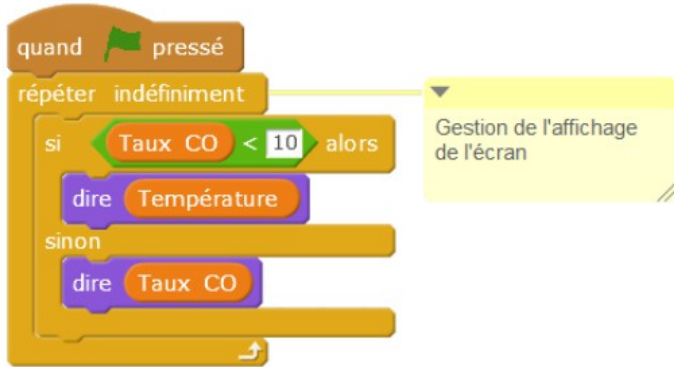 quand pressé
répéter indéfiniment
si Taux CO < 10 alors
dire Température
sinon
dire Taux CO
Gestion de l'affichage
de l'écran